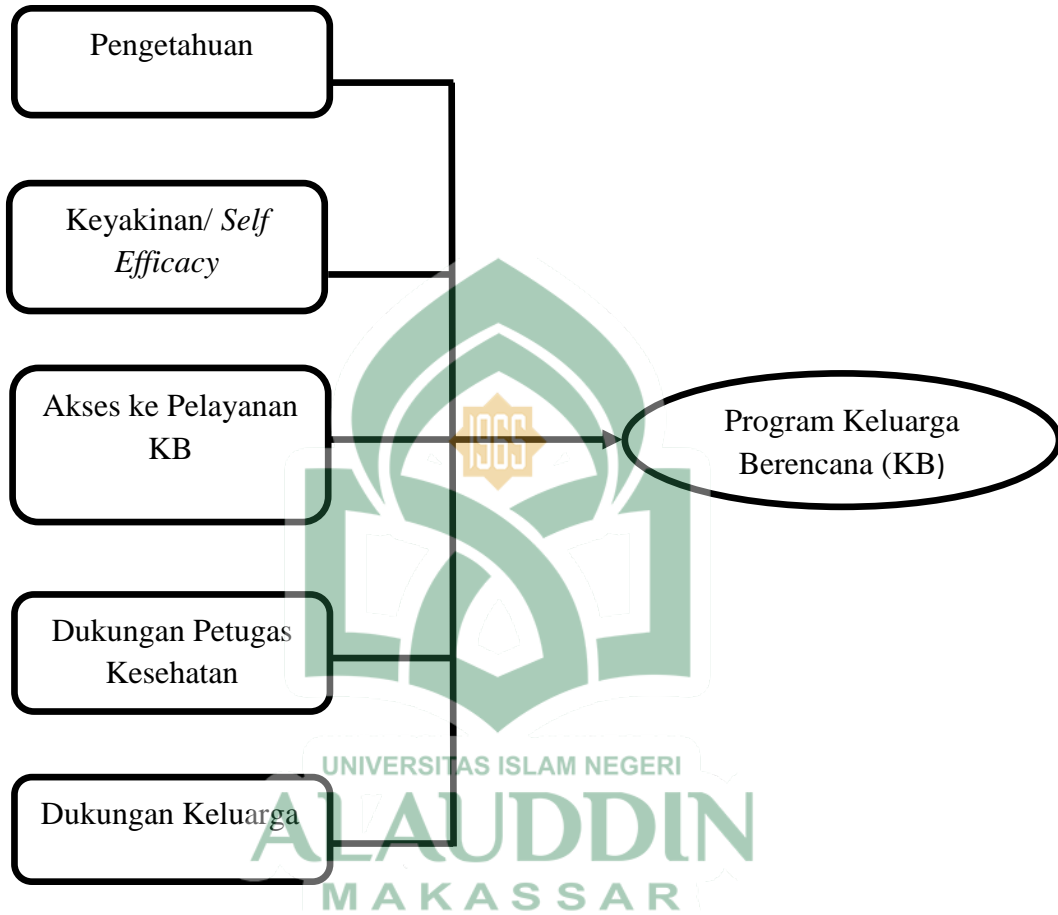 Pengetahuan
Keyakinan/ Self
Efficacy
Akses ke Pelayanan
KB
Dukungan Petugas
Kesehatan
Dukungan Keluarga
Program Keluarga
Berencana (KB)
1965
UNIVERSITAS ISLAM NEGERI
ALAUDDIN
MAKASSAR